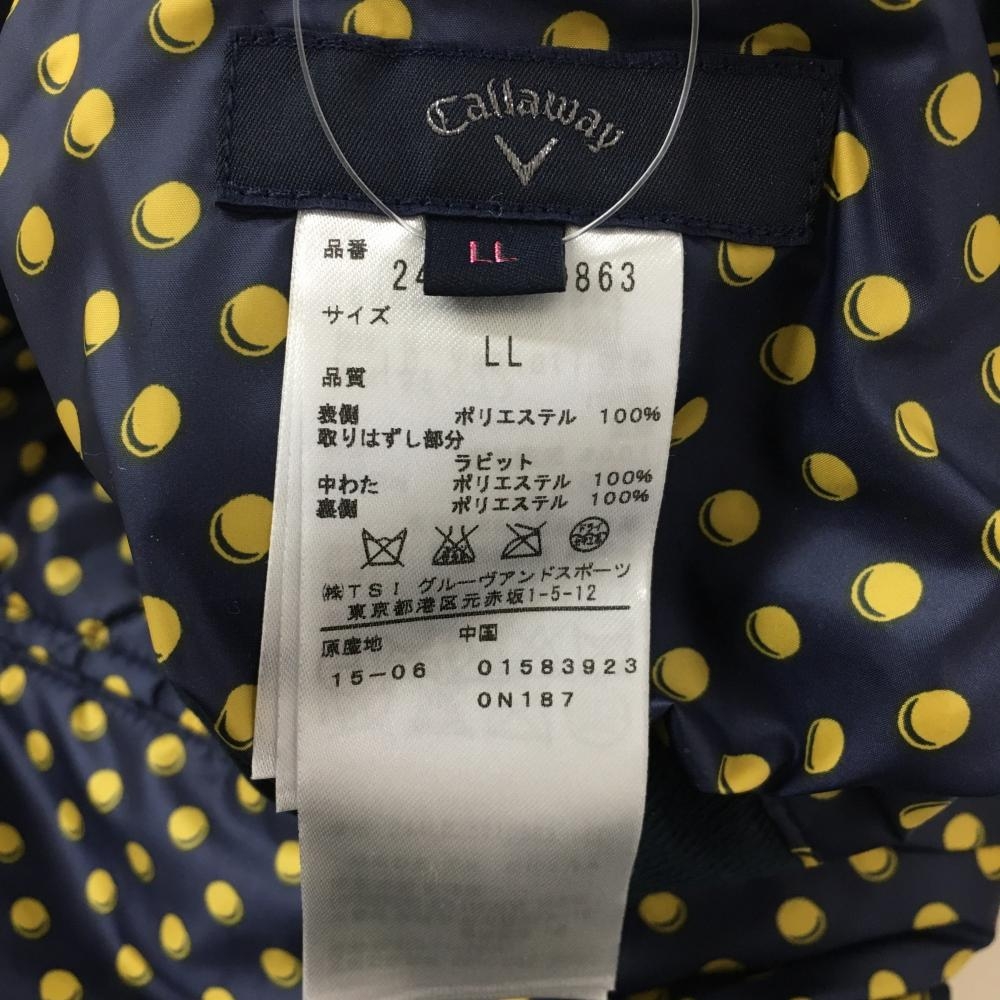 Callaway
LL
品番
24 863
サイズ
LL
品質
表側 ポリエステル 100%
取りはずし部分
ラビット
中わた ポリエステル 100%
裏側 ポリエステル 100%
ドライ
㈱TSI グルーヴアンドスポーツ
東京都港区元赤坂1-5-12
原産地 中国
15-06 01583923
0N187